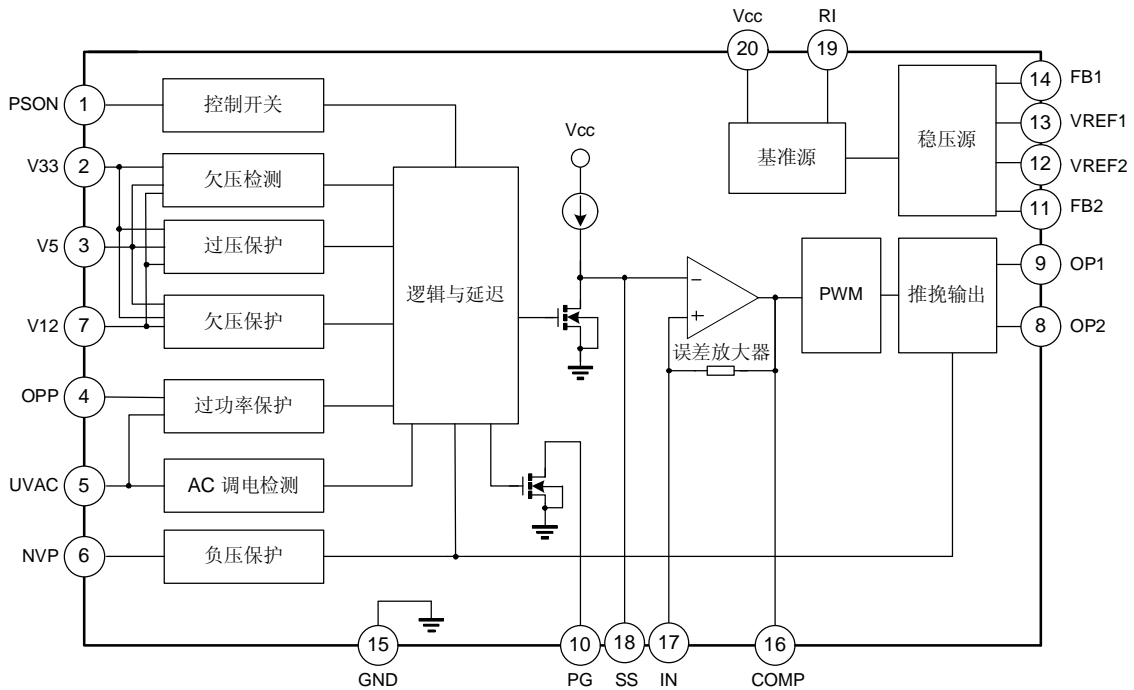 Vcc
RI
20
19
PSON
1
控制开关
V33
2
欠压检测
V5
3
过压保护
V12
7
欠压保护
OPP
4
过功率保护
UVAC
5
AC 调电检测
NVP
6
负压保护
逻辑与延迟
Vcc
基准源
稳压源
14
FB1
13
VREF1
12
VREF2
11
FB2
−
+
误差放大器
PWM
推挽输出
9
OP1
8
OP2
15
GND
10
PG
18
SS
17
IN
16
COMP